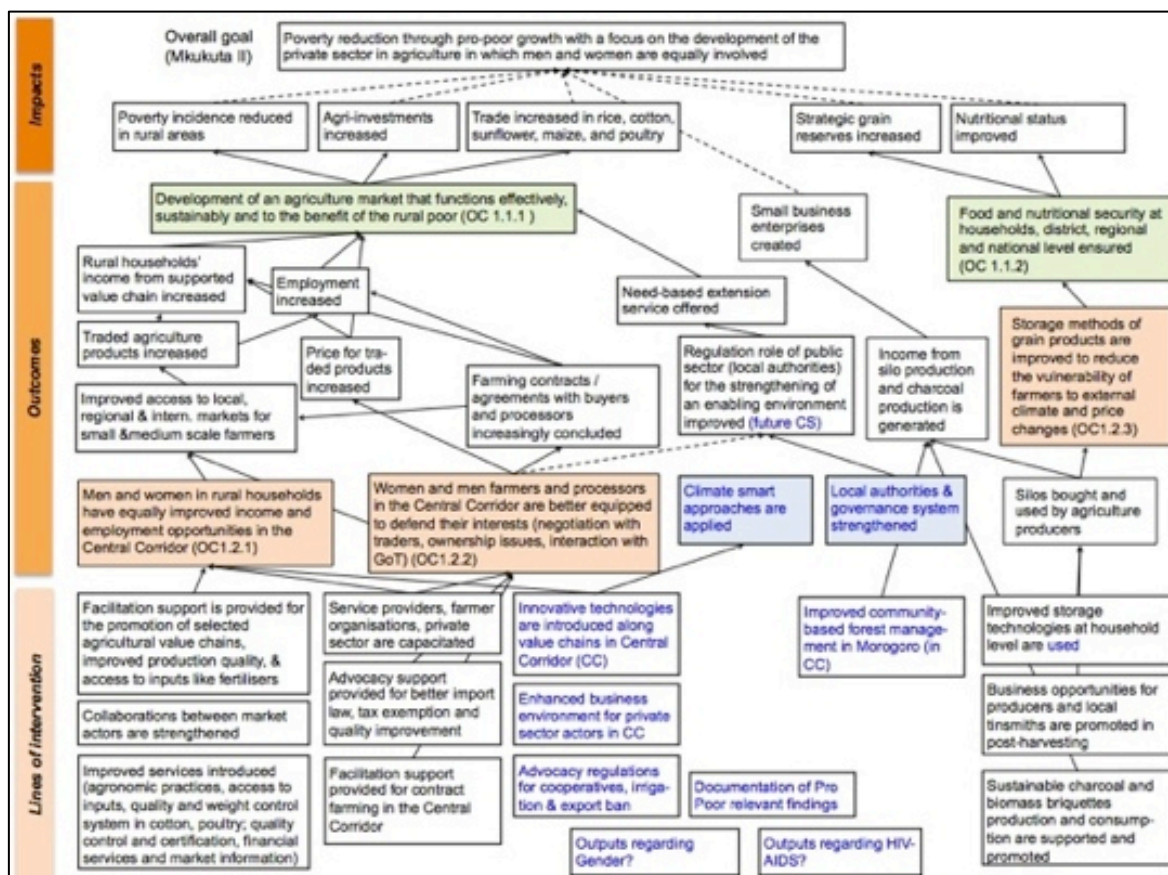 Impacts
Overall goal
(Mkukuta II)
Poverty reduction through pro-poor growth with a focus on the development of the
private sector in agriculture in which men and women are equally involved
Poverty incidence reduced
in rural areas
Agri-investments
increased
Trade increased in rice, cotton,
sunflower, maize, and poultry
Strategic grain
reserves increased
Nutritional status
improved
Outcomes
Development of an agriculture market that functions effectively,
sustainably and to the benefit of the rural poor (OC 1.1.1 )
Small business
enterprises
created
Food and nutritional security at
households, district, regional
and national level ensured
(OC 1.1.2)
Rural households'
income from supported
value chain increased
Employment
increased
Need-based extension
service offered
Traded agriculture
products increased
Price for tra-
ded products
increased
Farming contracts /
agreements with buyers
and processors
increasingly concluded
Regulation role of public
sector (local authorities)
for the strengthening of
an enabling environment
improved (future CS)
Income from
silo production
and charcoal
production is
generated
Storage methods of
grain products are
improved to reduce
the vulnerability of
farmers to external
climate and price
changes (OC1.2.3)
Improved access to local,
regional & intern. markets for
small &medium scale farmers
Men and women in rural households
have equally improved income and
employment opportunities in the
Central Corridor (OC1.2.1)
Women and men farmers and processors
in the Central Corridor are better equipped
to defend their interests (negotiation with
traders, ownership issues, interaction with
GoT) (OC1.2.2)
Climate smart
approaches are
applied
Local authorities &
governance system
strengthened
Silos bought and
used by agriculture
producers
Lines of intervention
Facilitation support is provided for
the promotion of selected
agricultural value chains,
improved production quality, &
access to inputs like fertilisers
Service providers, farmer
organisations, private
sector are capacitated
Innovative technologies
are introduced along
value chains in Central
Corridor (CC)
Improved community-
based forest manage-
ment in Morogoro (in
CC)
Improved storage
technologies at household
level are used
Collaborations between market
actors are strengthened
Advocacy support
provided for better import
law, tax exemption and
quality improvement
Enhanced business
environment for private
sector actors in CC
Business opportunities for
producers and local
tinsmiths are promoted in
post-harvesting
Improved services introduced
(agronomic practices, access to
inputs, quality and weight control
system in cotton, poultry; quality
control and certification, financial
services and market information)
Facilitation support
provided for contract
farming in the Central
Corridor
Advocacy regulations
for cooperatives, irriga-
tion & export ban
Documentation of Pro
Poor relevant findings
Sustainable charcoal and
biomass briquettes
production and consump-
tion are supported and
promoted
Outputs regarding
Gender?
Outputs regarding HIV-
AIDS?